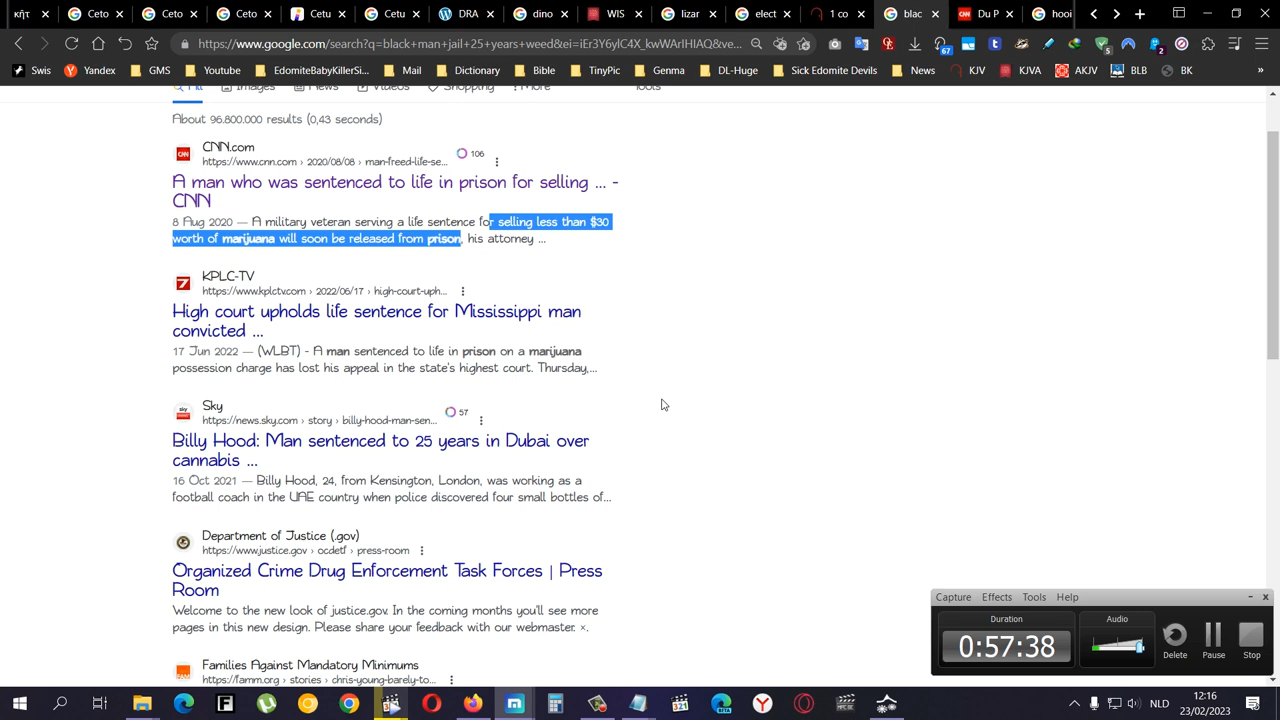 κήτ
Ceto
Ceto
Cetu
Cetu
DRA
dino
WIS
lizar
elect
1 co
blac
Du P
hooi
https://www.google.com/search?q=black+man+jail+25+years+weed&ei=iEr3Y6ylC4X_kwWArIHIAQ&ve...
67
5
2
Swis
Yandex
GMS
Youtube
EdomiteBabyKillerSi...
Mail
Dictionary
Bible
TinyPic
Genma
DL-Huge
Sick Edomite Devils
News
KJV
KJVA
AKJV
BLB
BK
»
All
Images
News
Videos
Shopping
More
Tools
About 96.800.000 results (0,43 seconds)
CNN.com
https://www.cnn.com › 2020/08/08 › man-freed-life-se...
106
A man who was sentenced to life in prison for selling ... -
CNN
8 Aug 2020 — A military veteran serving a life sentence for selling less than $30
worth of marijuana will soon be released from prison, his attorney ...
KPLC-TV
https://www.kplctv.com › 2022/06/17 › high-court-uph...
High court upholds life sentence for Mississippi man
convicted ...
17 Jun 2022 — (WLBT) - A man sentenced to life in prison on a marijuana
possession charge has lost his appeal in the state's highest court. Thursday,...
Sky
https://news.sky.com › story › billy-hood-man-sen...
57
Billy Hood: Man sentenced to 25 years in Dubai over
cannabis ...
16 Oct 2021 — Billy Hood, 24, from Kensington, London, was working as a
football coach in the UAE country when police discovered four small bottles of...
Department of Justice (.gov)
https://www.justice.gov › ocdetf › press-room
Organized Crime Drug Enforcement Task Forces | Press
Room
Welcome to the new look of justice.gov. In the coming months you'll see more
pages in this new design. Please share your feedback with our webmaster. ×.
Families Against Mandatory Minimums
https://famm.org › stories › chris-young-barely-to...
Capture
Effects
Tools
Help
Duration
Audio
0:57:38
Delete
Pause
Stop
NL
12:16
23/02/2023